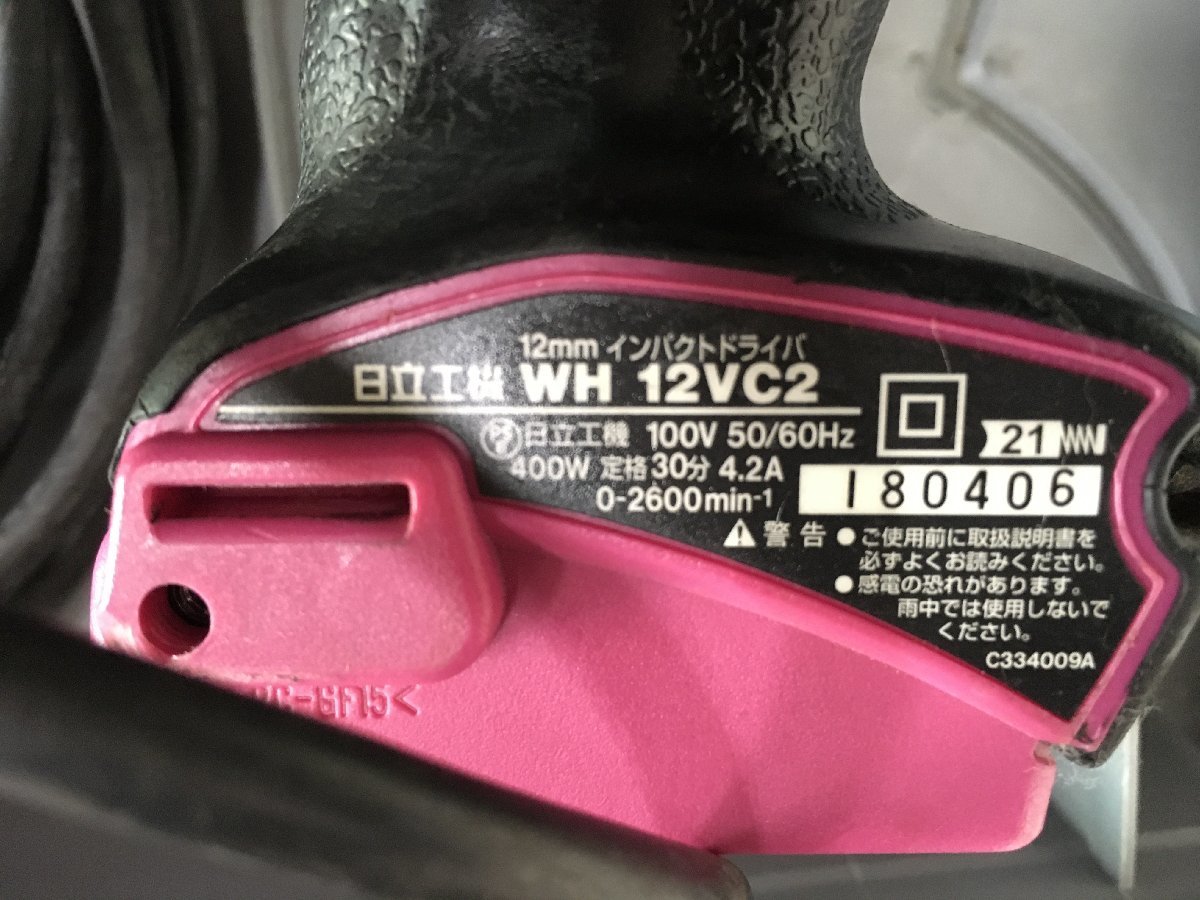 12mm インパクトドライバ
日立工機 WH 12VC2
日立工機 100V 50/60Hz
400W 定格30分 4.2A
0-2600min-1
21
180406
警告
●ご使用前に取扱説明書を
必ずよくお読みください。
●感電の恐れがあります。
雨中では使用しないで
ください。
C334009A
-GF15<